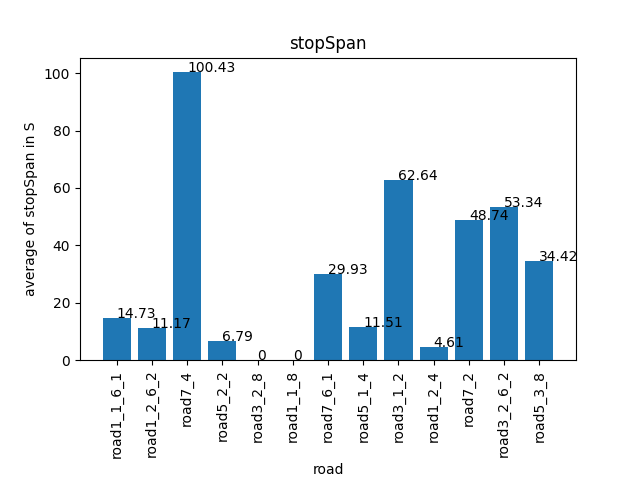 stopSpan
average of stopSpan in S
100
80
60
40
20
0
14.73
11.17
100.43
6.79
0
0
29.93
11.51
62.64
4.61
48.74
53.34
34.42
road1_1_6_1
road1_2_6_2
road7_4
road5_2_2
road3_2_8
road1_1_8
road7_6_1
road5_1_4
road3_1_2
road1_2_4
road7_2
road3_2_6_2
road5_3_8
road